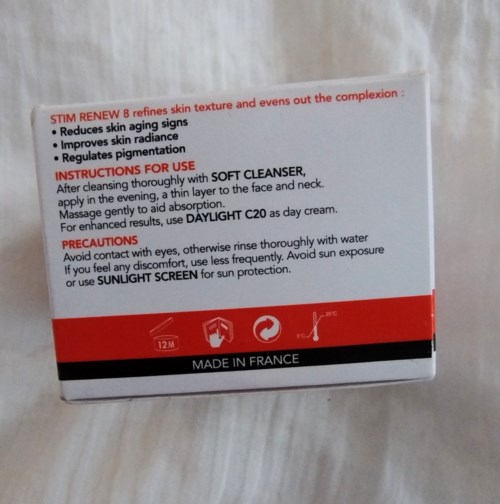 STIM RENEW 8 refines skin texture and evens out the complexion :
• Reduces skin aging signs
• Improves skin radiance
• Regulates pigmentation
INSTRUCTIONS FOR USE
After cleansing thoroughly with SOFT CLEANSER,
apply in the evening, a thin layer to the face and neck.
Massage gently to aid absorption.
For enhanced results, use DAYLIGHT C20 as day cream.
PRECAUTIONS
Avoid contact with eyes, otherwise rinse thoroughly with water
If you feel any discomfort, use less frequently. Avoid sun exposure
or use SUNLIGHT SCREEN for sun protection.
12 M
5°C
25°C
MADE IN FRANCE